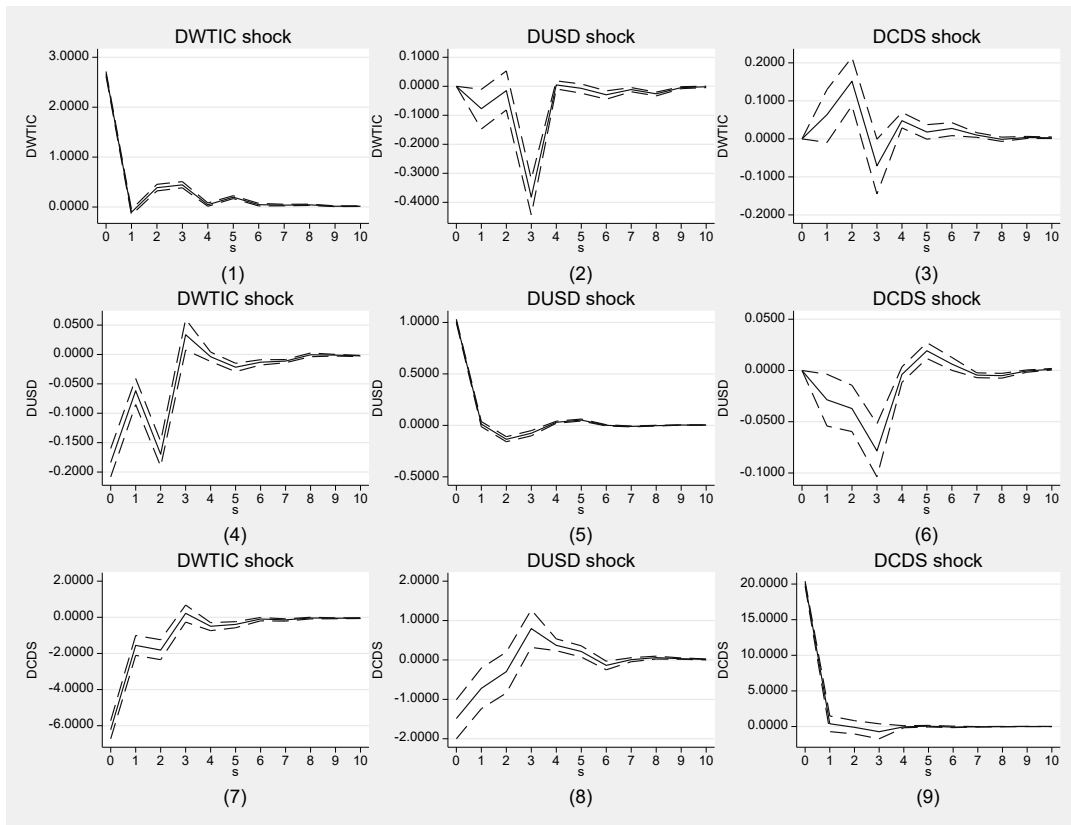 DWTIC shock
DWTIC
3.0000
2.0000
1.0000
0.0000
0 1 2 3 4 5 6 7 8 9 10
s
(1)
DUSD shock
DWTIC
0.1000
0.0000
-0.1000
-0.2000
-0.3000
-0.4000
0 1 2 3 4 5 6 7 8 9 10
s
(2)
DCDS shock
DWTIC
0.2000
0.1000
0.0000
-0.1000
-0.2000
0 1 2 3 4 5 6 7 8 9 10
s
(3)
DWTIC shock
DUSD
0.0500
0.0000
-0.0500
-0.1000
-0.1500
-0.2000
0 1 2 3 4 5 6 7 8 9 10
s
(4)
DUSD shock
DUSD
1.0000
0.5000
0.0000
-0.5000
0 1 2 3 4 5 6 7 8 9 10
s
(5)
DCDS shock
DUSD
0.0500
0.0000
-0.0500
-0.1000
0 1 2 3 4 5 6 7 8 9 10
s
(6)
DWTIC shock
DCDS
2.0000
0.0000
-2.0000
-4.0000
-6.0000
0 1 2 3 4 5 6 7 8 9 10
s
(7)
DUSD shock
DCDS
2.0000
1.0000
0.0000
-1.0000
-2.0000
0 1 2 3 4 5 6 7 8 9 10
s
(8)
DCDS shock
DCDS
20.0000
15.0000
10.0000
5.0000
0.0000
0 1 2 3 4 5 6 7 8 9 10
s
(9)